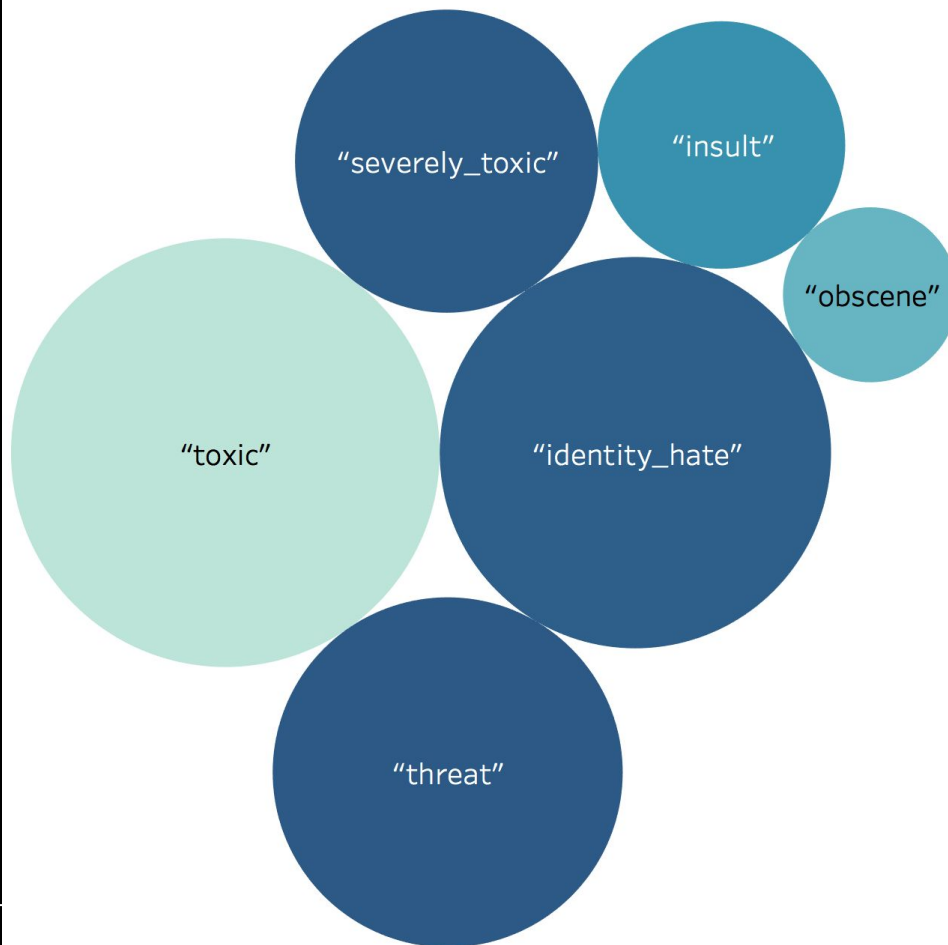 “severely_toxic”
“insult”
“obscene”
“toxic”
“identity_hate”
“threat”